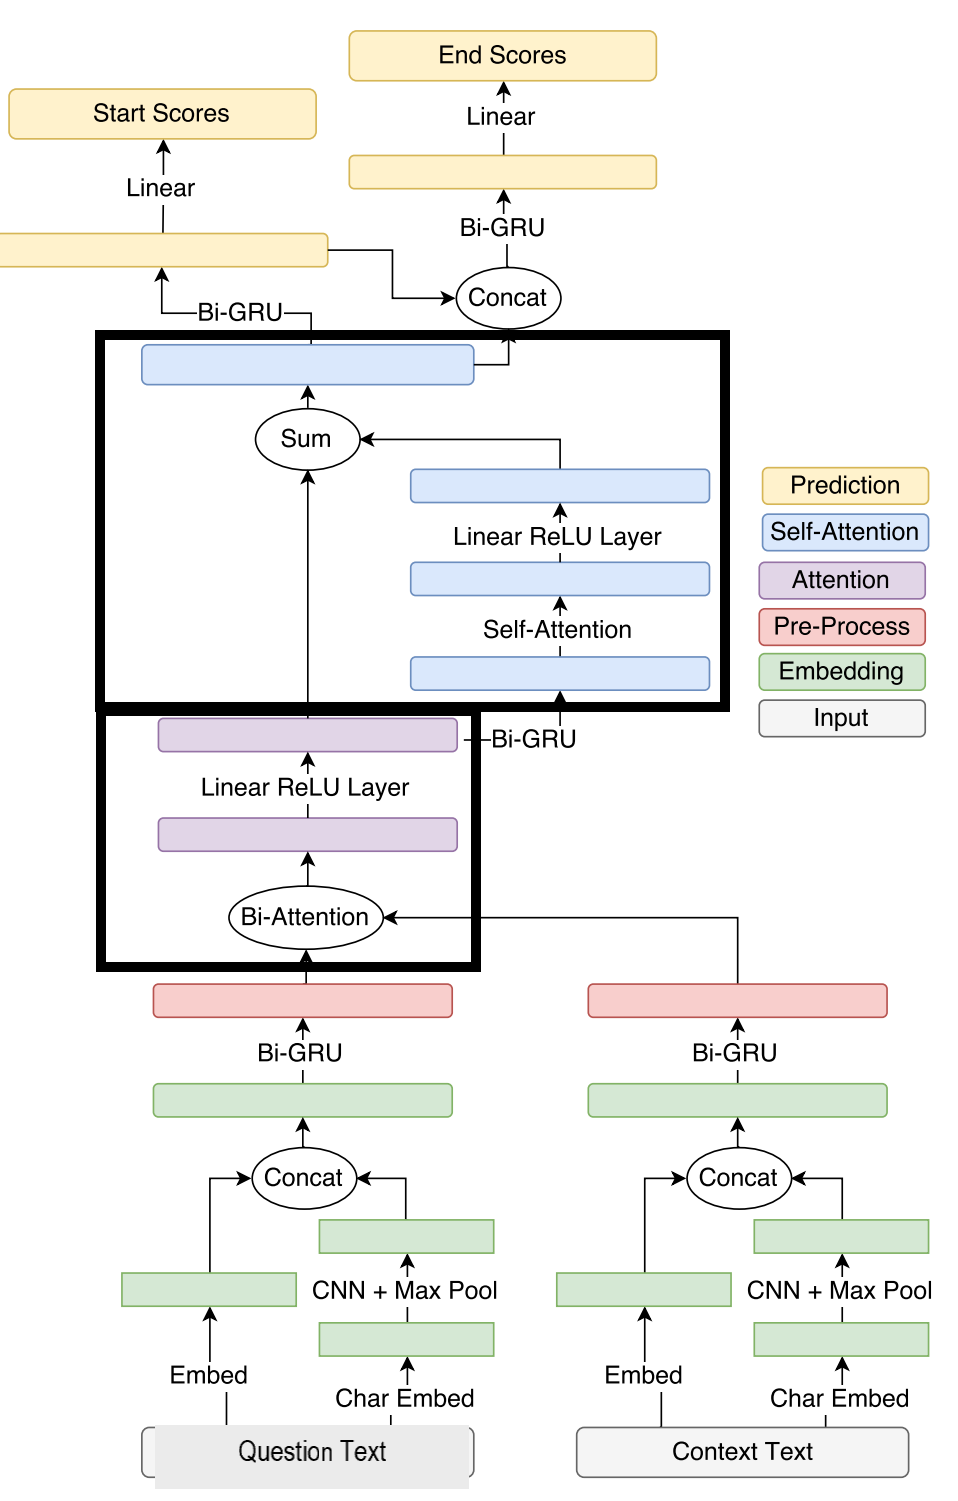 End Scores
Start Scores
Linear
Linear
Bi-GRU
Concat
Bi-GRU
Sum
Linear ReLU Layer
Self-Attention
Prediction
Self-Attention
Attention
Pre-Process
Embedding
Input
Bi-GRU
Linear ReLU Layer
Bi-Attention
Bi-GRU
Bi-GRU
Concat
Concat
CNN + Max Pool
CNN + Max Pool
Embed
Char Embed
Embed
Char Embed
Question Text
Context Text